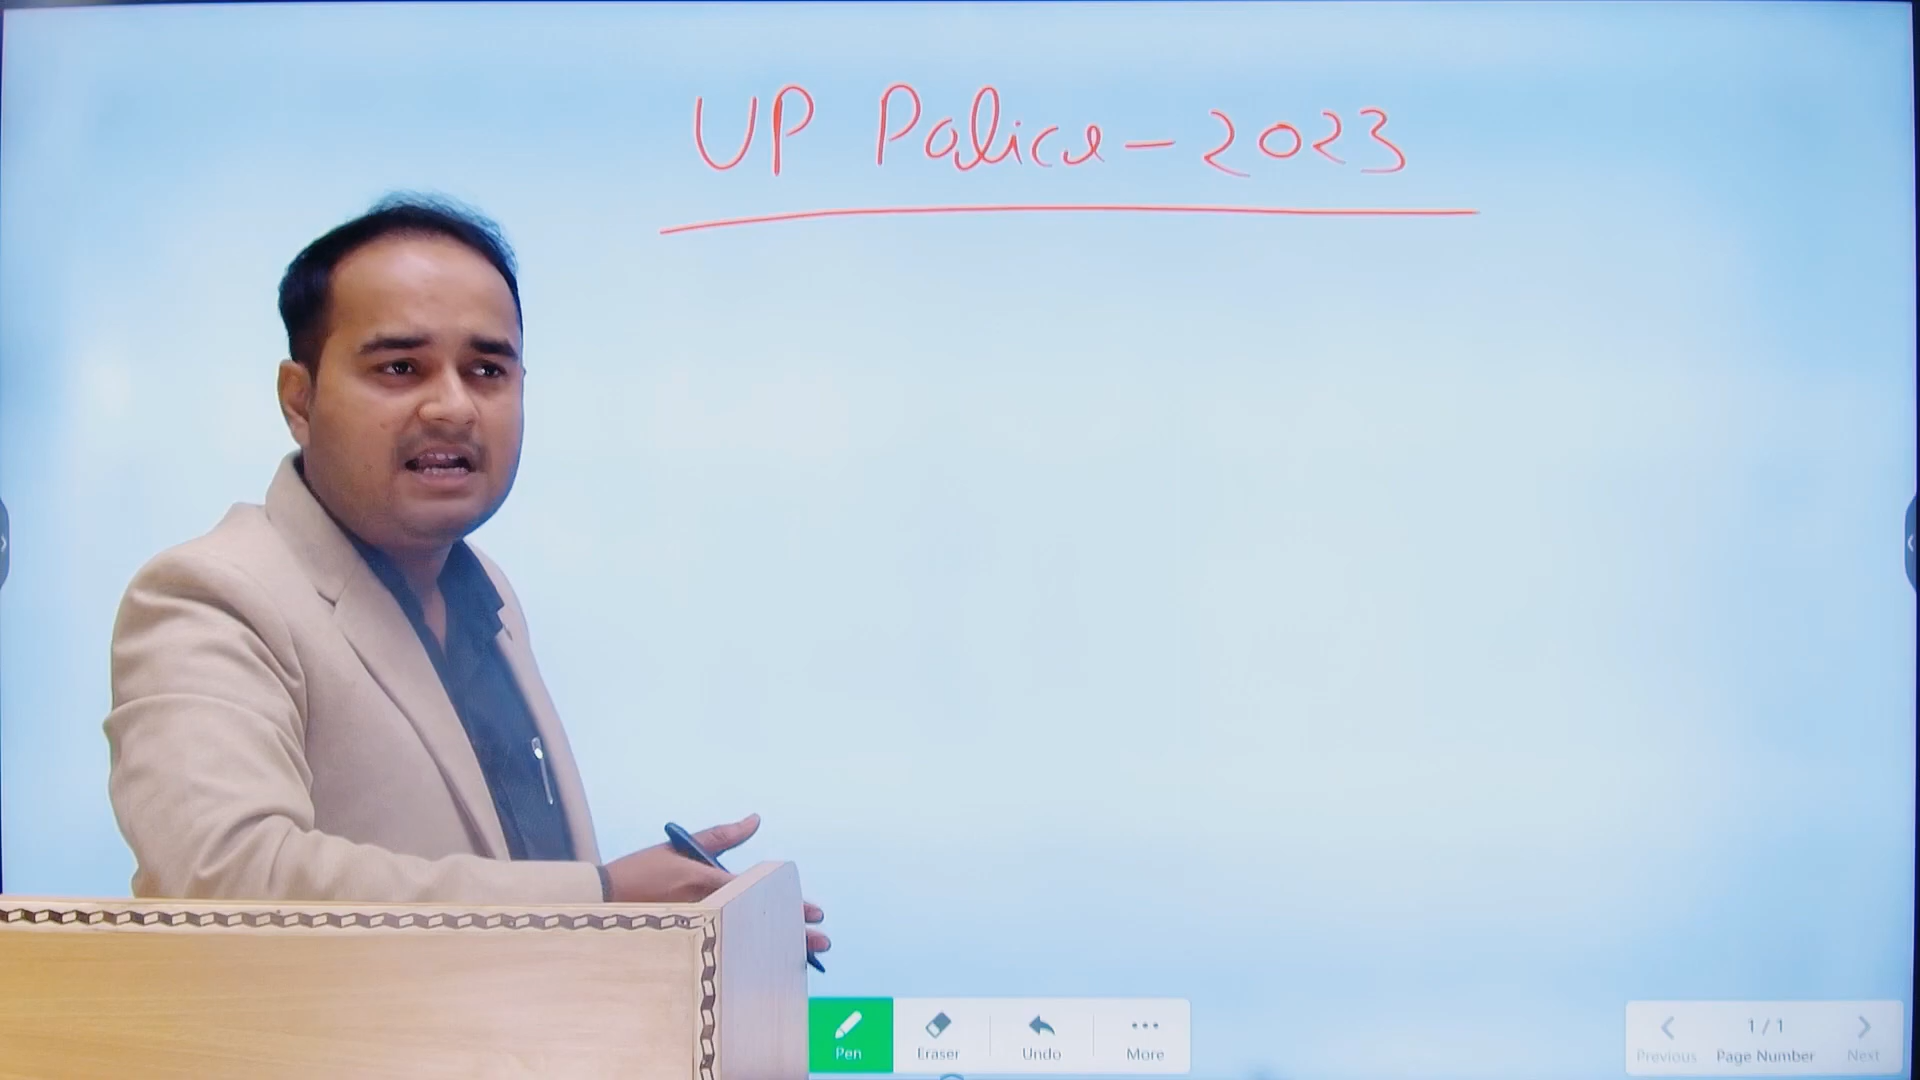 UP Police - 2023
Pen
Eraser
Undo
More
1 / 1
Previous
Page Number
Next